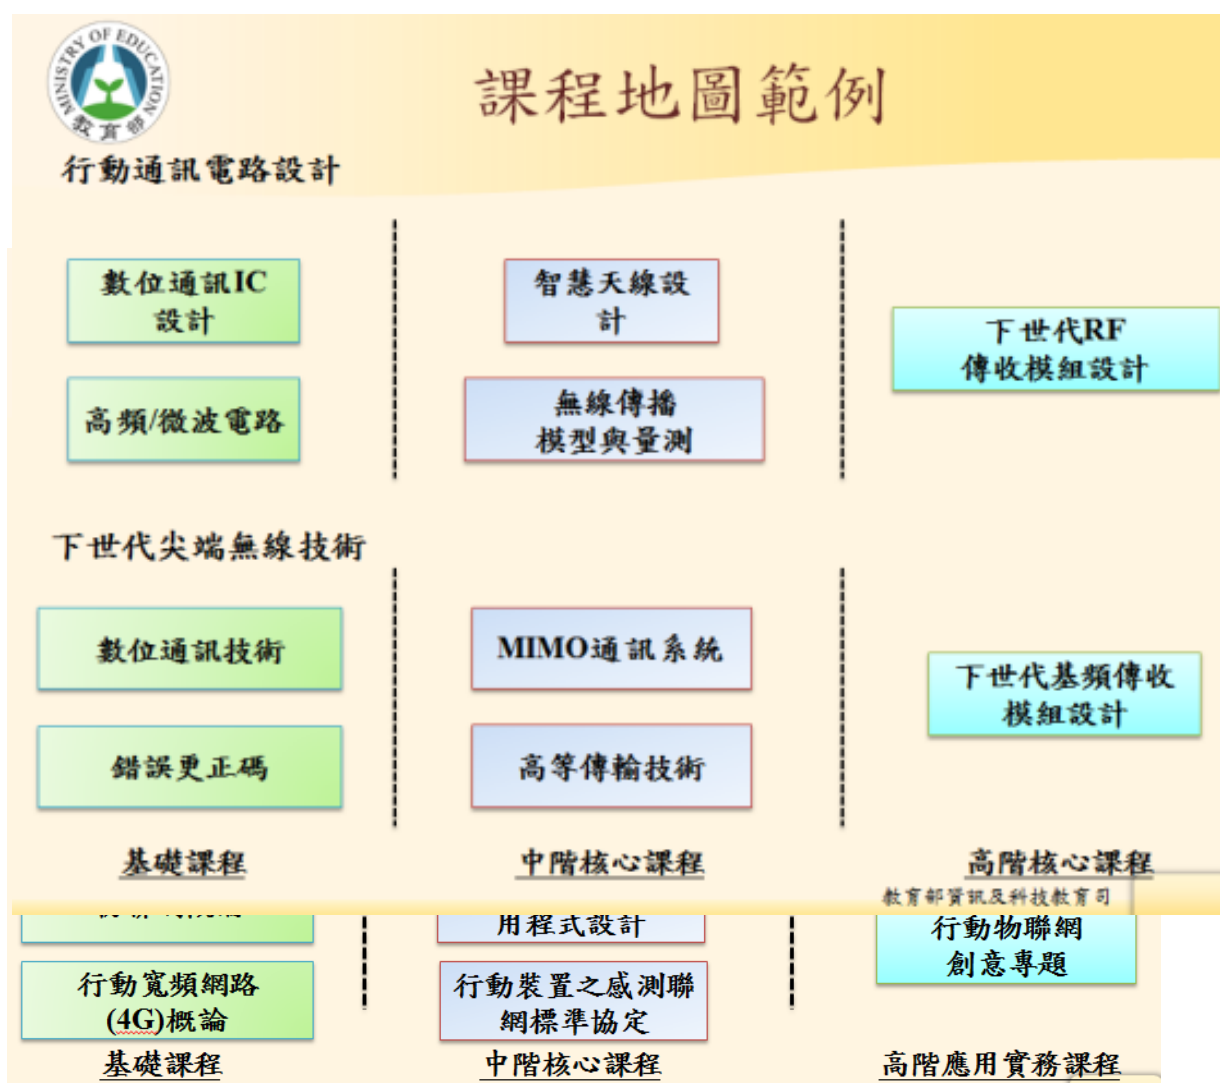 MINISTRY OF EDUCATION
教育部
課程地圖範例
行動通訊電路設計
數位通訊IC
設計
高頻/微波電路
智慧天線設
計
無線傳播
模型與量測
下世代RF
傳收模組設計
下世代尖端無線技術
數位通訊技術
錯誤更正碼
MIMO通訊系統
高等傳輸技術
下世代基頻傳收
模組設計
基礎課程
中階核心課程
高階核心課程
教育部資訊及科技教育司
行動寬頻網路
(4G)概論
用程式設計
行動裝置之感測聯
網標準協定
行動物聯網
創意專題
基礎課程
中階核心課程
高階應用實務課程